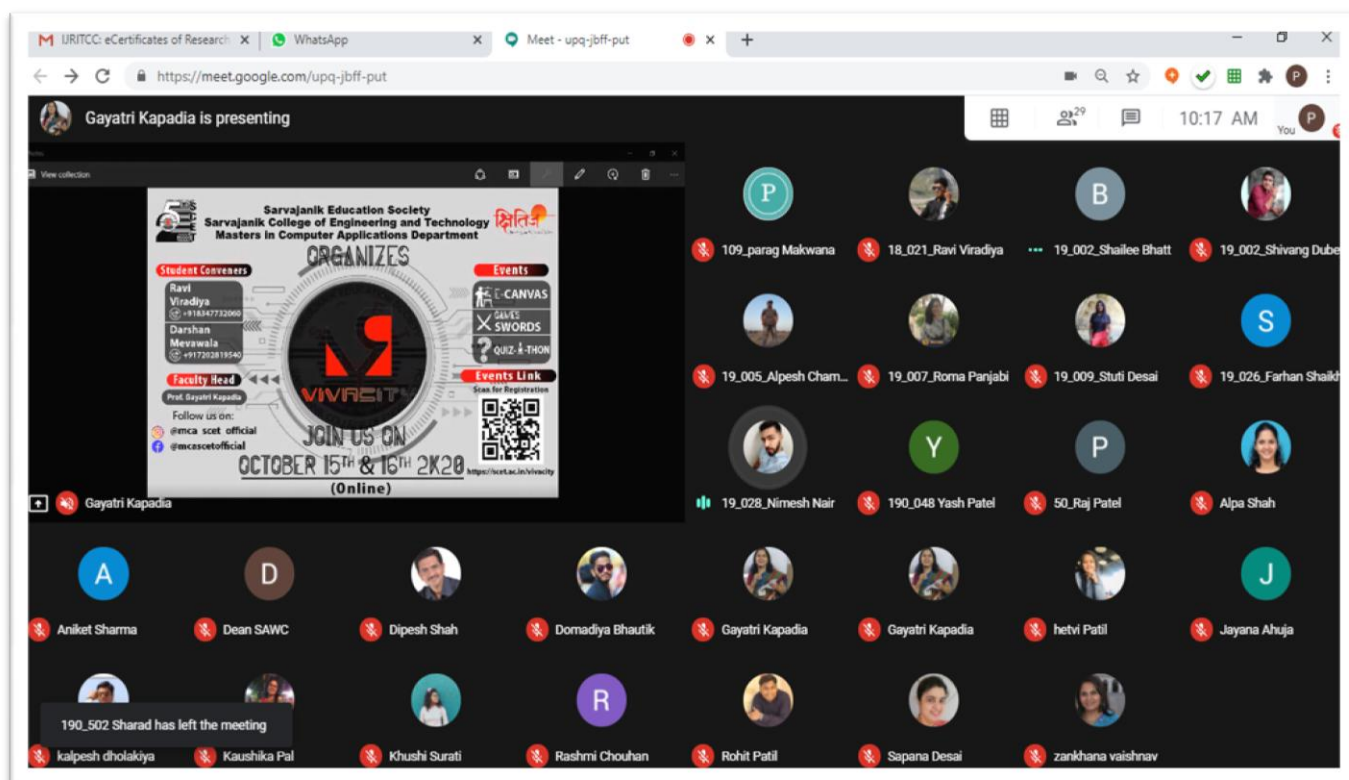 IJRITCC: eCertificates of Research
WhatsApp
Meet - upq-jbff-put
https://meet.google.com/upq-jbff-put
P
Gayatri Kapadia is presenting
29
10:17 AM
You
P
View collection
Sarvajanik Education Society
Sarvajanik College of Engineering and Technology
Masters in Computer Applications Department
क्षितिज
ORGANIZES
Student Conveners
Ravi
Viradiya
+918347732060
Darshan
Mevawala
+917202819540
Faculty Head
Prof. Gayatri Kapadia
Follow us on:
@mca_scet_official
@mcascetofficial
VIVACITY
Events
E-CANVAS
GAMES
SWORDS
QUIZ-A-THON
Events Link
Scan for Registration
https://scet.ac.in/vivacity
JOIN US ON
OCTOBER 15TH & 16TH 2K20
(Online)
Gayatri Kapadia
P
109_parag Makwana
18_021_Ravi Viradiya
B
19_002_Shailee Bhatt
19_002_Shivang Dube
19_005_Alpesh Cham...
19_007_Roma Panjabi
19_009_Stuti Desai
S
19_026_Farhan Shaikh
19_028_Nimesh Nair
Y
190_048 Yash Patel
P
50_Raj Patel
Alpa Shah
A
Aniket Sharma
D
Dean SAWC
Dipesh Shah
Domadiya Bhautik
Gayatri Kapadia
Gayatri Kapadia
hetvi Patil
J
Jayana Ahuja
190_502 Sharad has left the meeting
kalpesh dholakiya
Kaushika Pal
Khushi Surati
R
Rashmi Chouhan
Rohit Patil
Sapana Desai
zankhana vaishnav